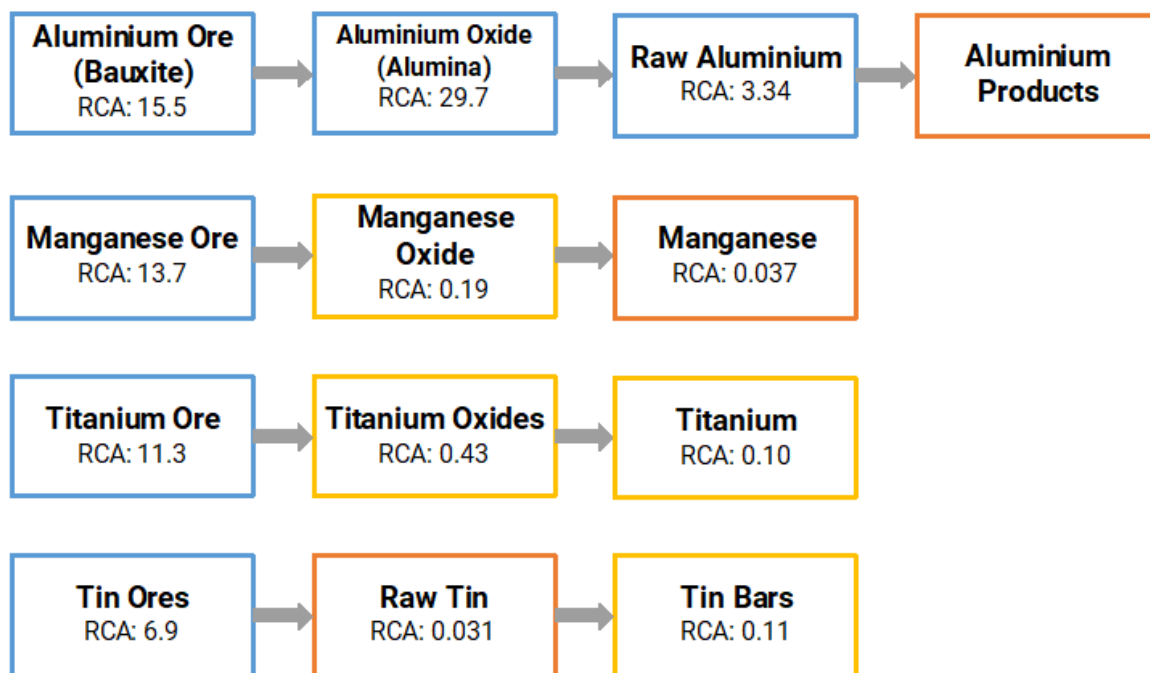 Aluminium Ore
(Bauxite)
RCA: 15.5
Aluminium Oxide
(Alumina)
RCA: 29.7
Raw Aluminium
RCA: 3.34
Aluminium
Products
Manganese Ore
RCA: 13.7
Manganese
Oxide
RCA: 0.19
Manganese
RCA: 0.037
Titanium Ore
RCA: 11.3
Titanium Oxides
RCA: 0.43
Titanium
RCA: 0.10
Tin Ores
RCA: 6.9
Raw Tin
RCA: 0.031
Tin Bars
RCA: 0.11